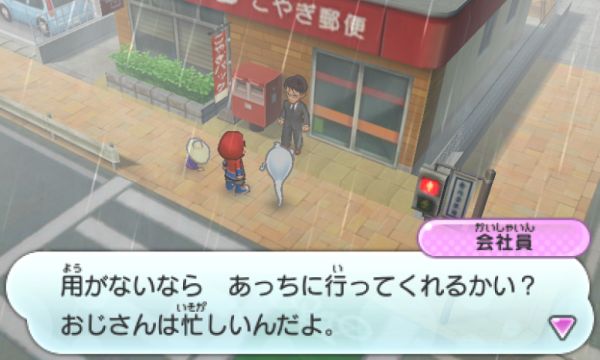 こやぎ郵便
かいしゃいん
会社員
よう い
用がないなら　あっちに行ってくれるかい？
いそが
おじさんは忙しいんだよ。